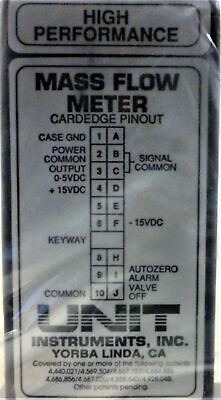 HIGH
PERFORMANCE
MASS FLOW
METER
CARDEDGE PINOUT
CASE GND 1 A
POWER COMMON 2 B SIGNAL COMMON
OUTPUT 0-5VDC 3 C
+ 15VDC 4 D
5 E
6 F - 15VDC
KEYWAY
8 H
9 I AUTOZERO ALARM
COMMON 10 J VALVE OFF
UNIT
INSTRUMENTS, INC.
YORBA LINDA, CA
Covered by one or more of the following patents
Other patents pending.